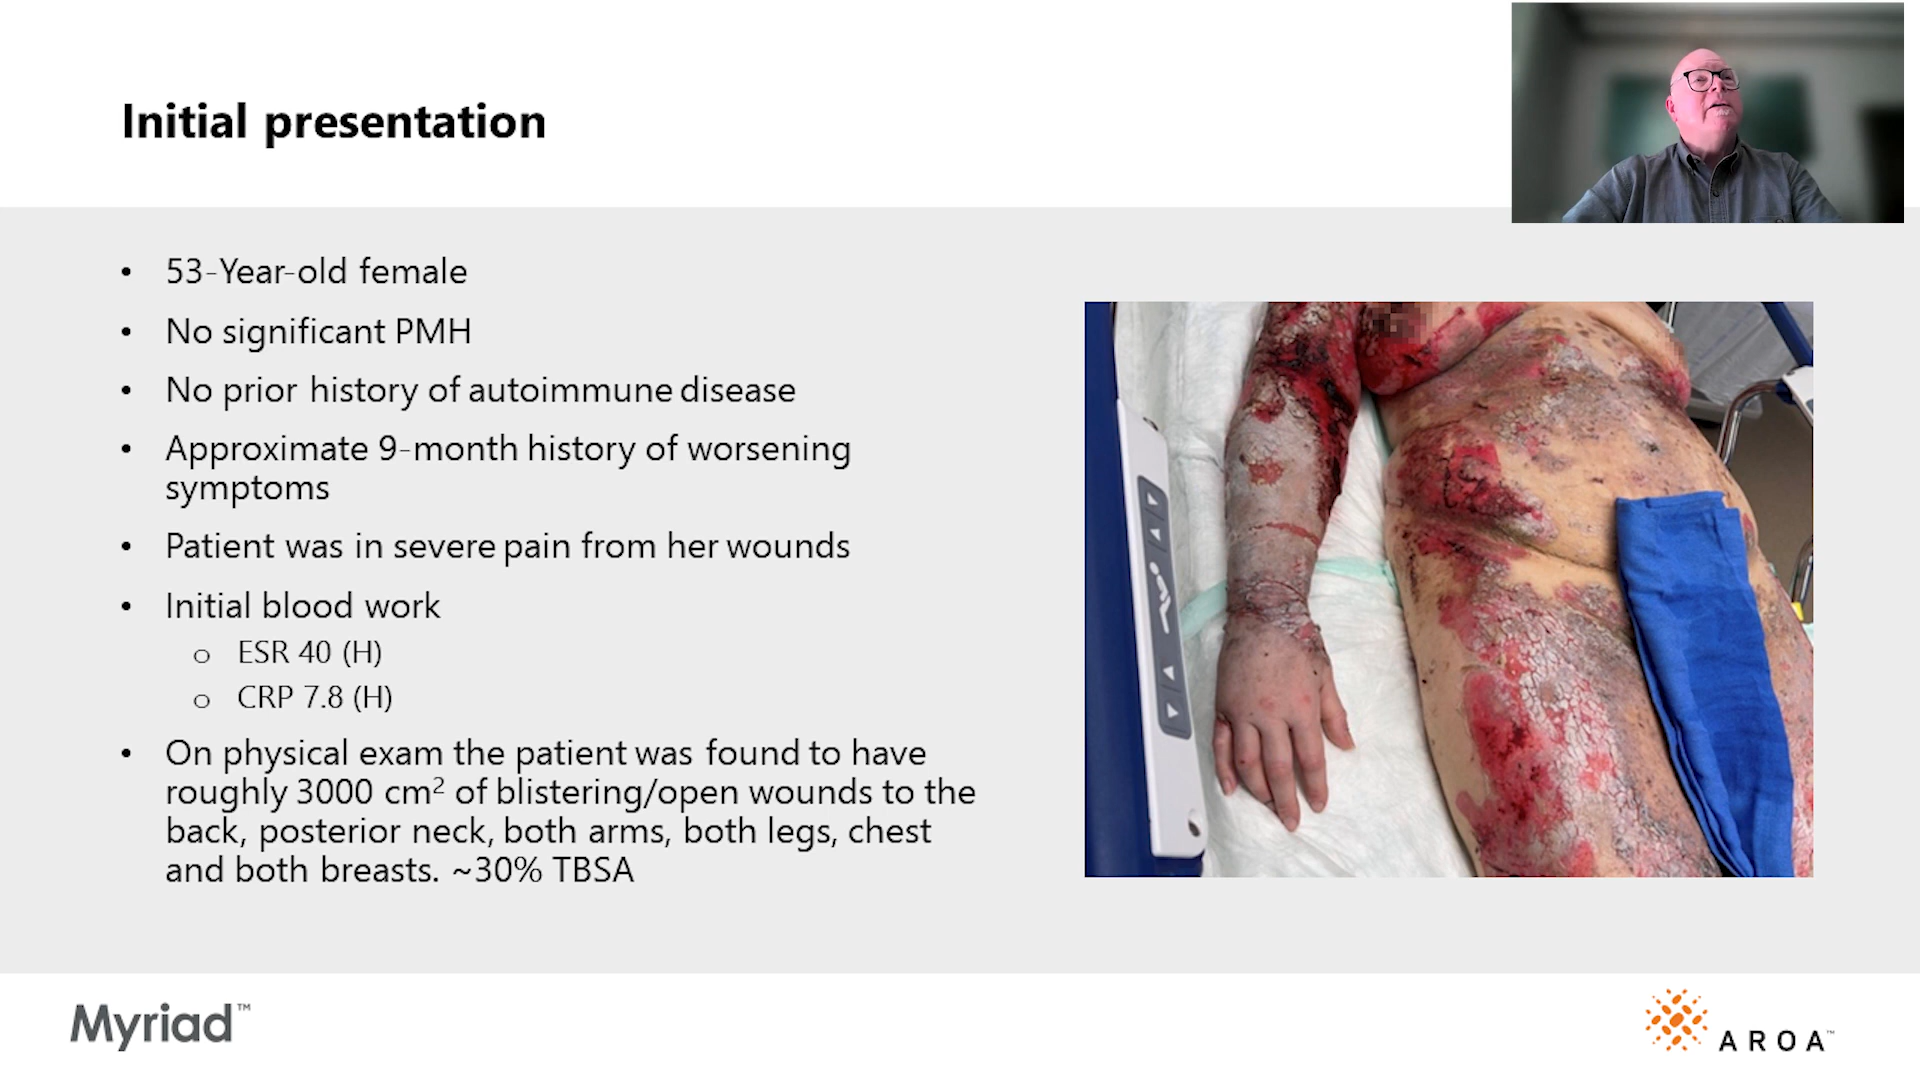 Initial presentation
• 53-Year-old female
• No significant PMH
• No prior history of autoimmune disease
• Approximate 9-month history of worsening
symptoms
• Patient was in severe pain from her wounds
• Initial blood work
o ESR 40 (H)
o CRP 7.8 (H)
• On physical exam the patient was found to have
roughly 3000 cm² of blistering/open wounds to the
back, posterior neck, both arms, both legs, chest
and both breasts. ~30% TBSA
Myriad™
AROA™